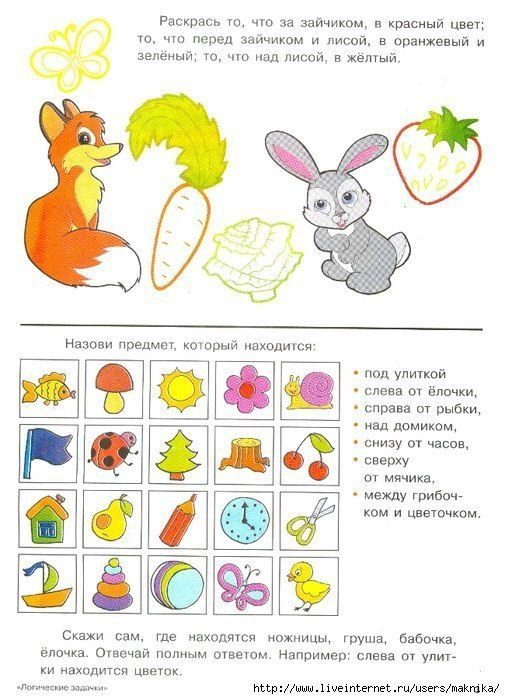 Раскрась то, что за зайчиком, в красный цвет;
то, что перед зайчиком и лисой, в оранжевый и
зелёный; то, что над лисой, в жёлтый.
Назови предмет, который находится:
• под улиткой
• слева от ёлочки,
• справа от рыбки,
• над домиком,
• снизу от часов,
• сверху
от мячика,
• между грибоч-
ком и цветочком.
Скажи сам, где находятся ножницы, груша, бабочка,
ёлочка. Отвечай полным ответом. Например: слева от улит-
ки находится цветок.
«Логические задачки»
http://www.liveinternet.ru/users/maknika/